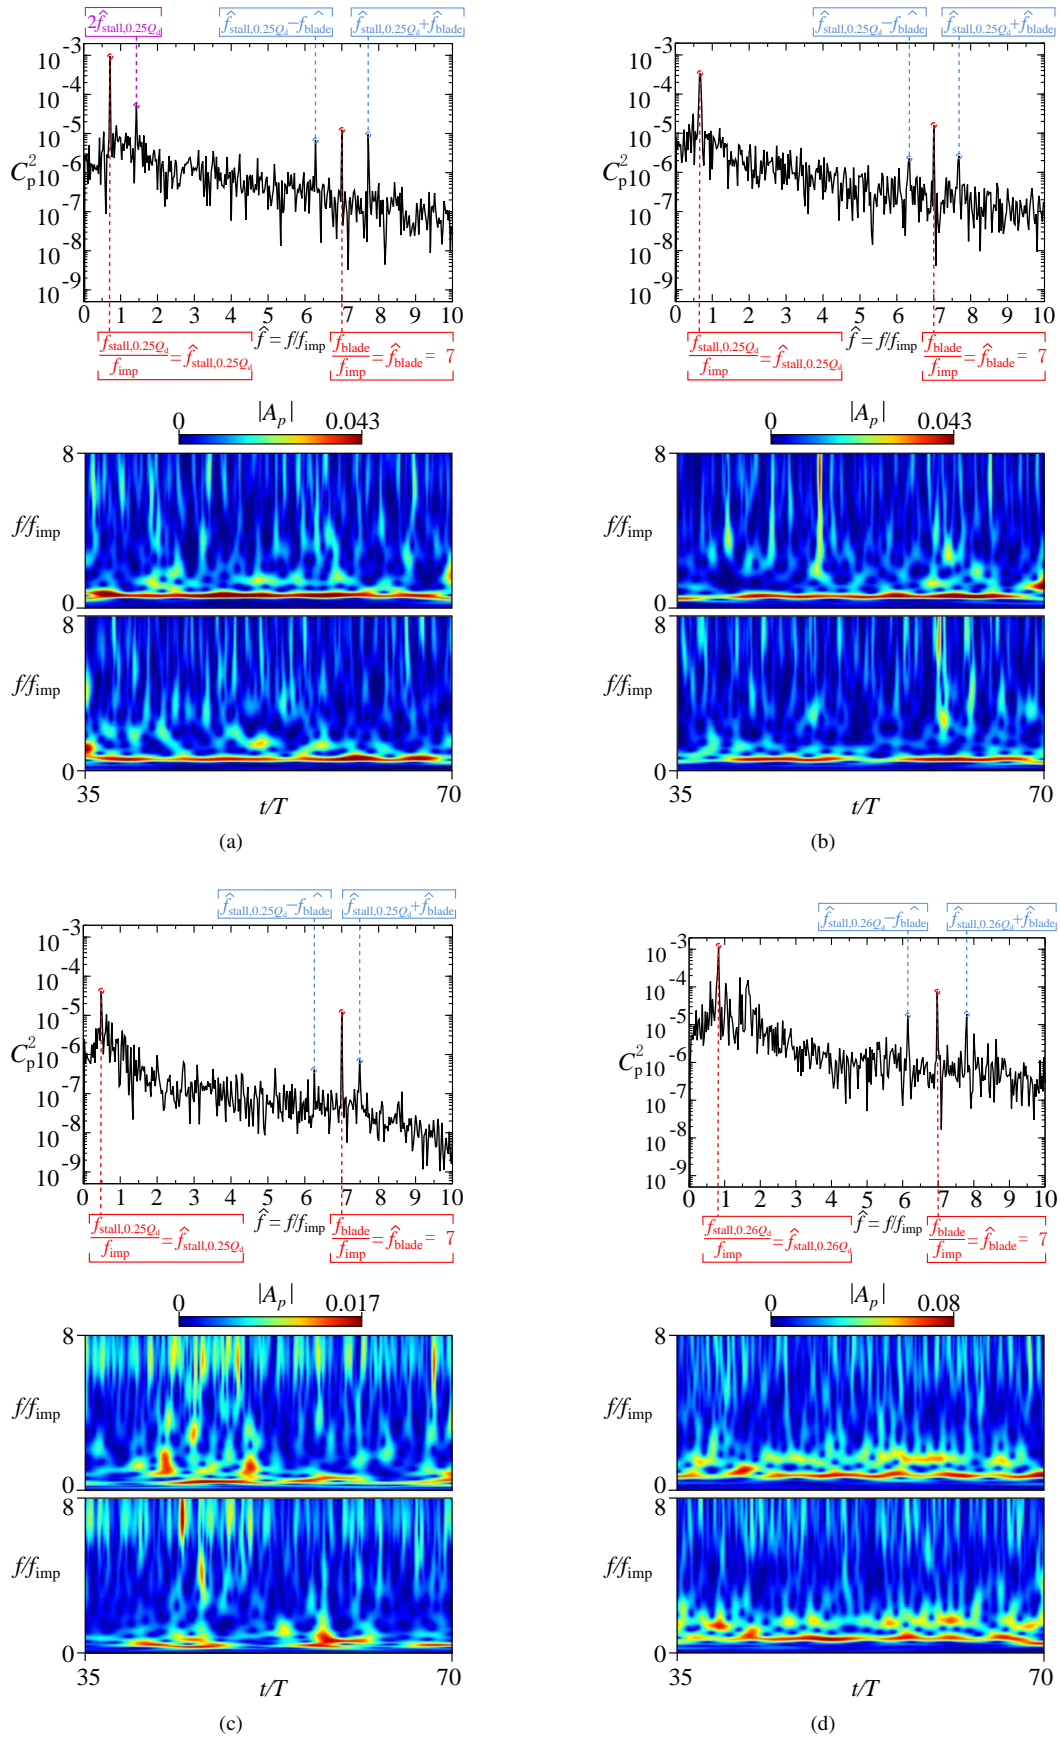 2f̂stall,0.25Qd f̂stall,0.25Qd−f̂blade f̂stall,0.25Qd+f̂blade
10-3
10-4
10-5
C2p 10-6
10-7
10-8
10-9
0 1 2 3 4 5 6 7 8 9 10
f̂ = f/fimp
fstall,0.25Qd/fimp = f̂stall,0.25Qd fblade/fimp = f̂blade = 7
|Ap|
0 0.043
8
f/fimp
0
8
f/fimp
0
35 70
t/T
(a)
f̂stall,0.25Qd−f̂blade f̂stall,0.25Qd+f̂blade
10-3
10-4
10-5
C2p 10-6
10-7
10-8
10-9
0 1 2 3 4 5 6 7 8 9 10
f̂ = f/fimp
fstall,0.25Qd/fimp = f̂stall,0.25Qd fblade/fimp = f̂blade = 7
|Ap|
0 0.043
8
f/fimp
0
8
f/fimp
0
35 70
t/T
(b)
f̂stall,0.25Qd−f̂blade f̂stall,0.25Qd+f̂blade
10-3
10-4
10-5
C2p 10-6
10-7
10-8
10-9
0 1 2 3 4 5 6 7 8 9 10
f̂ = f/fimp
fstall,0.25Qd/fimp = f̂stall,0.25Qd fblade/fimp = f̂blade = 7
|Ap|
0 0.017
8
f/fimp
0
8
f/fimp
0
35 70
t/T
(c)
f̂stall,0.26Qd−f̂blade f̂stall,0.26Qd+f̂blade
10-3
10-4
10-5
C2p 10-6
10-7
10-8
10-9
0 1 2 3 4 5 6 7 8 9 10
f̂ = f/fimp
fstall,0.26Qd/fimp = f̂stall,0.26Qd fblade/fimp = f̂blade = 7
|Ap|
0 0.08
8
f/fimp
0
8
f/fimp
0
35 70
t/T
(d)